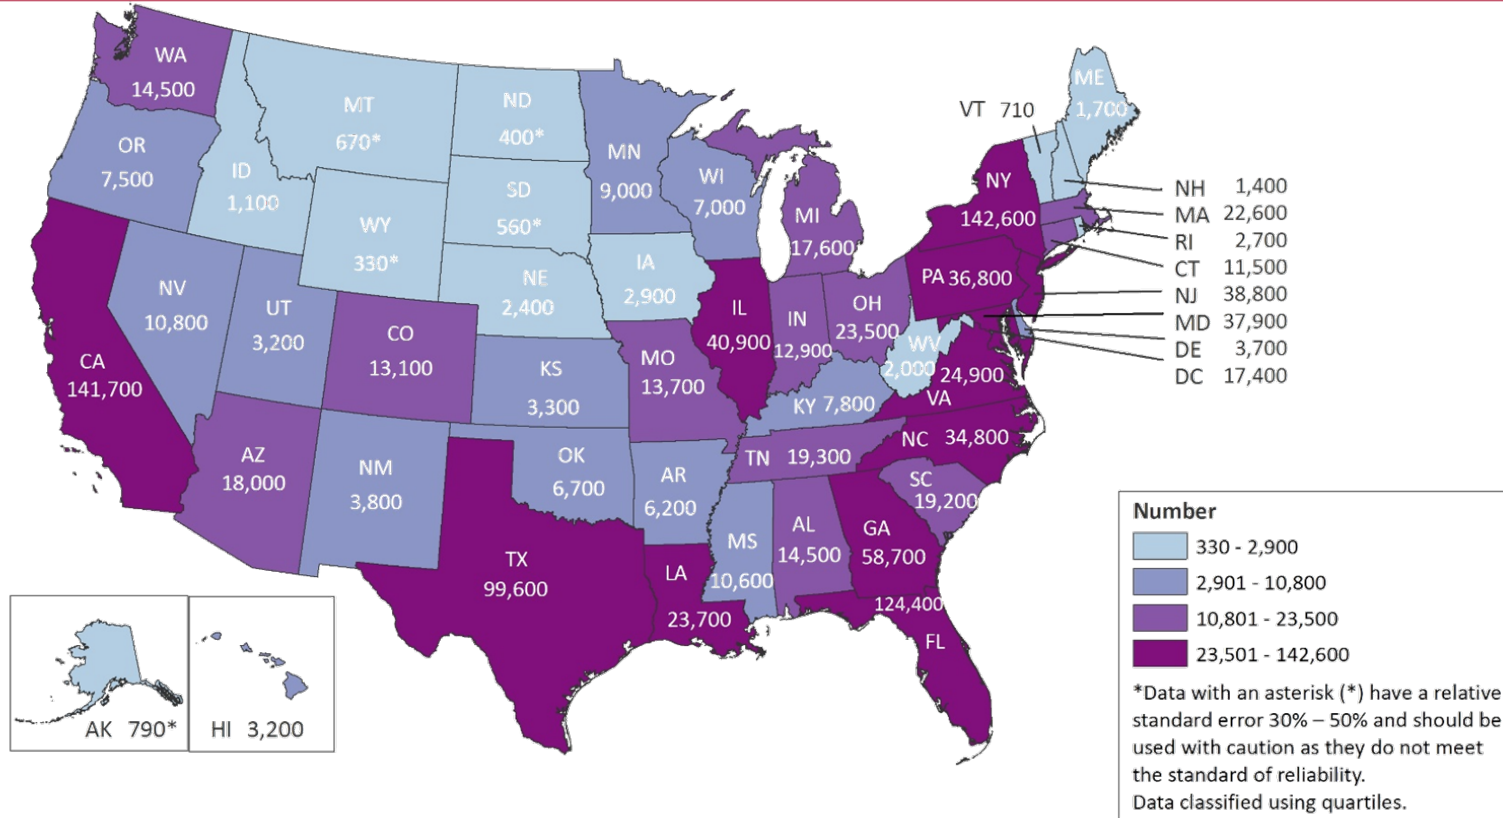 WA
14,500
OR
7,500
CA
141,700
ID
1,100
NV
10,800
MT
670*
WY
330*
UT
3,200
AZ
18,000
CO
13,100
NM
3,800
ND
400*
SD
560*
NE
2,400
KS
3,300
OK
6,700
TX
99,600
MN
9,000
IA
2,900
MO
13,700
AR
6,200
LA
23,700
WI
7,000
IL
40,900
MS
10,600
MI
17,600
IN
12,900
OH
23,500
KY 7,800
TN 19,300
AL
14,500
GA
58,700
124,400
FL
SC
19,200
NC 34,800
24,900
VA
WV
2,000
PA 36,800
NY
142,600
VT 710
ME
1,700
NH 1,400
MA 22,600
RI 2,700
CT 11,500
NJ 38,800
MD 37,900
DE 3,700
DC 17,400
AK 790*
HI 3,200
Number
330 - 2,900
2,901 - 10,800
10,801 - 23,500
23,501 - 142,600
*Data with an asterisk (*) have a relative
standard error 30% – 50% and should be
used with caution as they do not meet
the standard of reliability.
Data classified using quartiles.